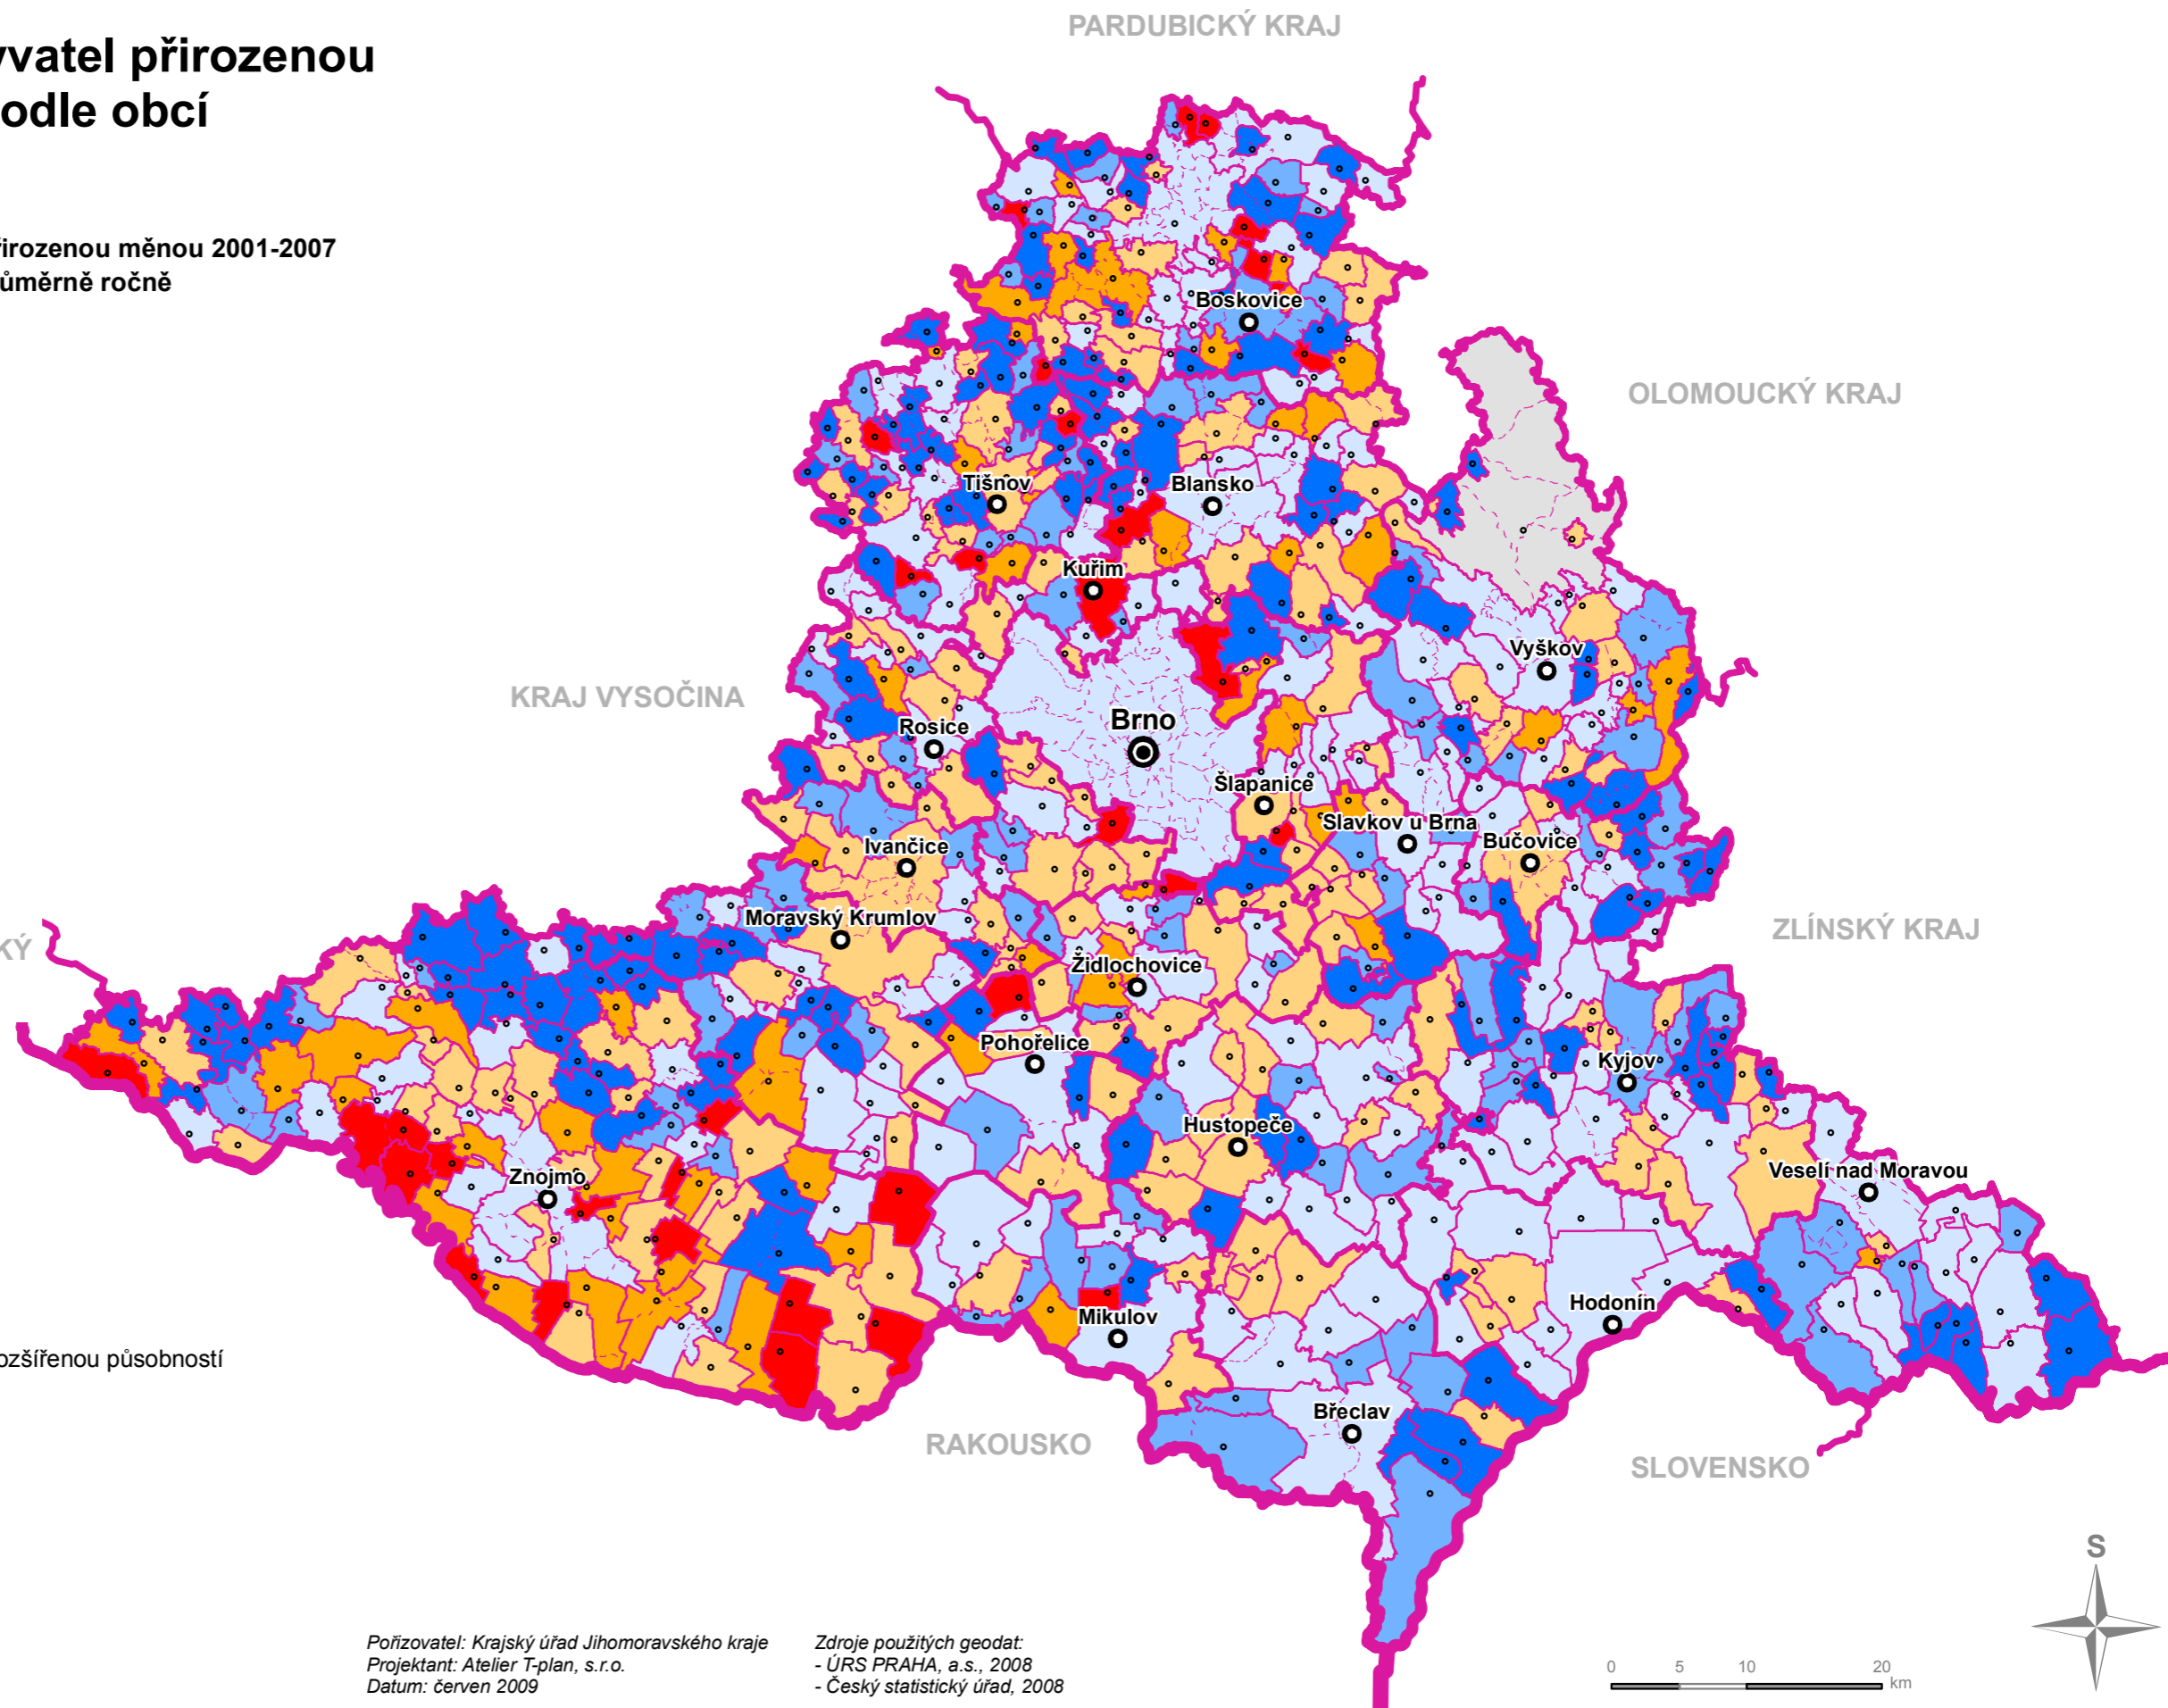 PARDUBICKÝ KRAJ
yvatel přirozenou
odle obcí
řirozenou měnou 2001-2007
ůměrně ročně
Boskovice
OLOMOUCKÝ KRAJ
Tišnov
Blansko
Kuřim
Vyškov
KRAJ VYSOČINA
Rosice
Brno
Šlapanice
Slavkov u Brna
Bučovice
Ivančice
Moravský Krumlov
ZLÍNSKÝ KRAJ
KÝ
Židlochovice
Pohořelice
Kyjov
Hustopeče
Veselí nad Moravou
Znojmo
Hodonín
Mikulov
ozšířenou působností
Břeclav
RAKOUSKO
SLOVENSKO
S
Pořizovatel: Krajský úřad Jihomoravského kraje
Projektant: Atelier T-plan, s.r.o.
Datum: červen 2009
Zdroje použitých geodat:
- ÚRS PRAHA, a.s., 2008
- Český statistický úřad, 2008
0 5 10 20
km